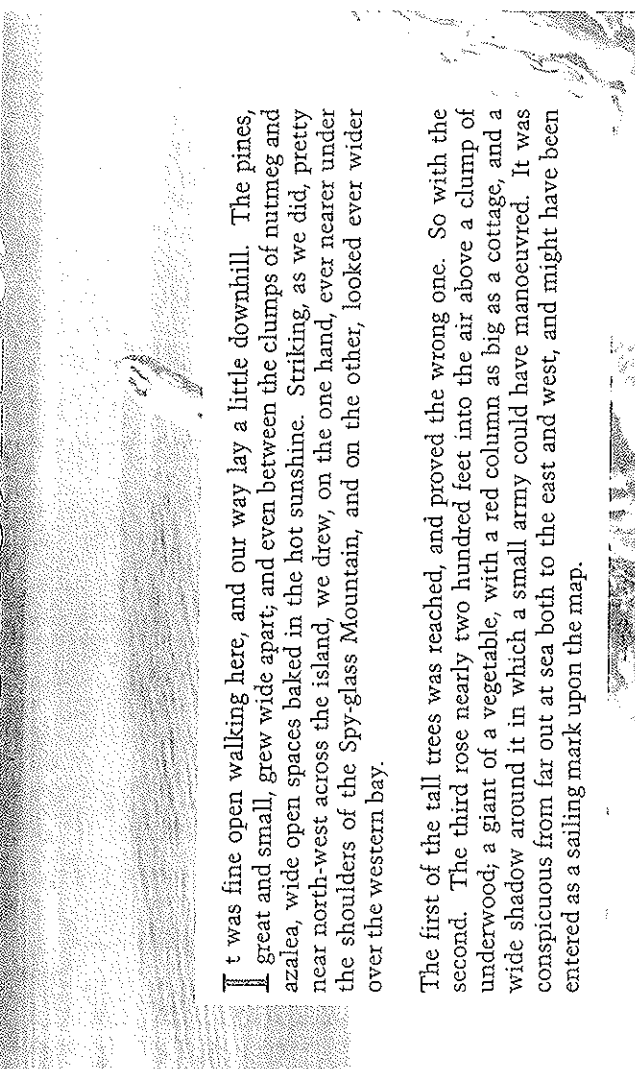 It was fine open walking here, and our way lay a little downhill. The pines,
great and small, grew wide apart; and even between the clumps of nutmeg and
azalea, wide open spaces baked in the hot sunshine. Striking, as we did, pretty
near north-west across the island, we drew, on the one hand, ever nearer under
the shoulders of the Spy-glass Mountain, and on the other, looked ever wider
over the western bay.
The first of the tall trees was reached, and proved the wrong one. So with the
second. The third rose nearly two hundred feet into the air above a clump of
underwood; a giant of a vegetable, with a red column as big as a cottage, and a
wide shadow around it in which a small army could have manoeuvred. It was
conspicuous from far out at sea both to the east and west, and might have been
entered as a sailing mark upon the map.